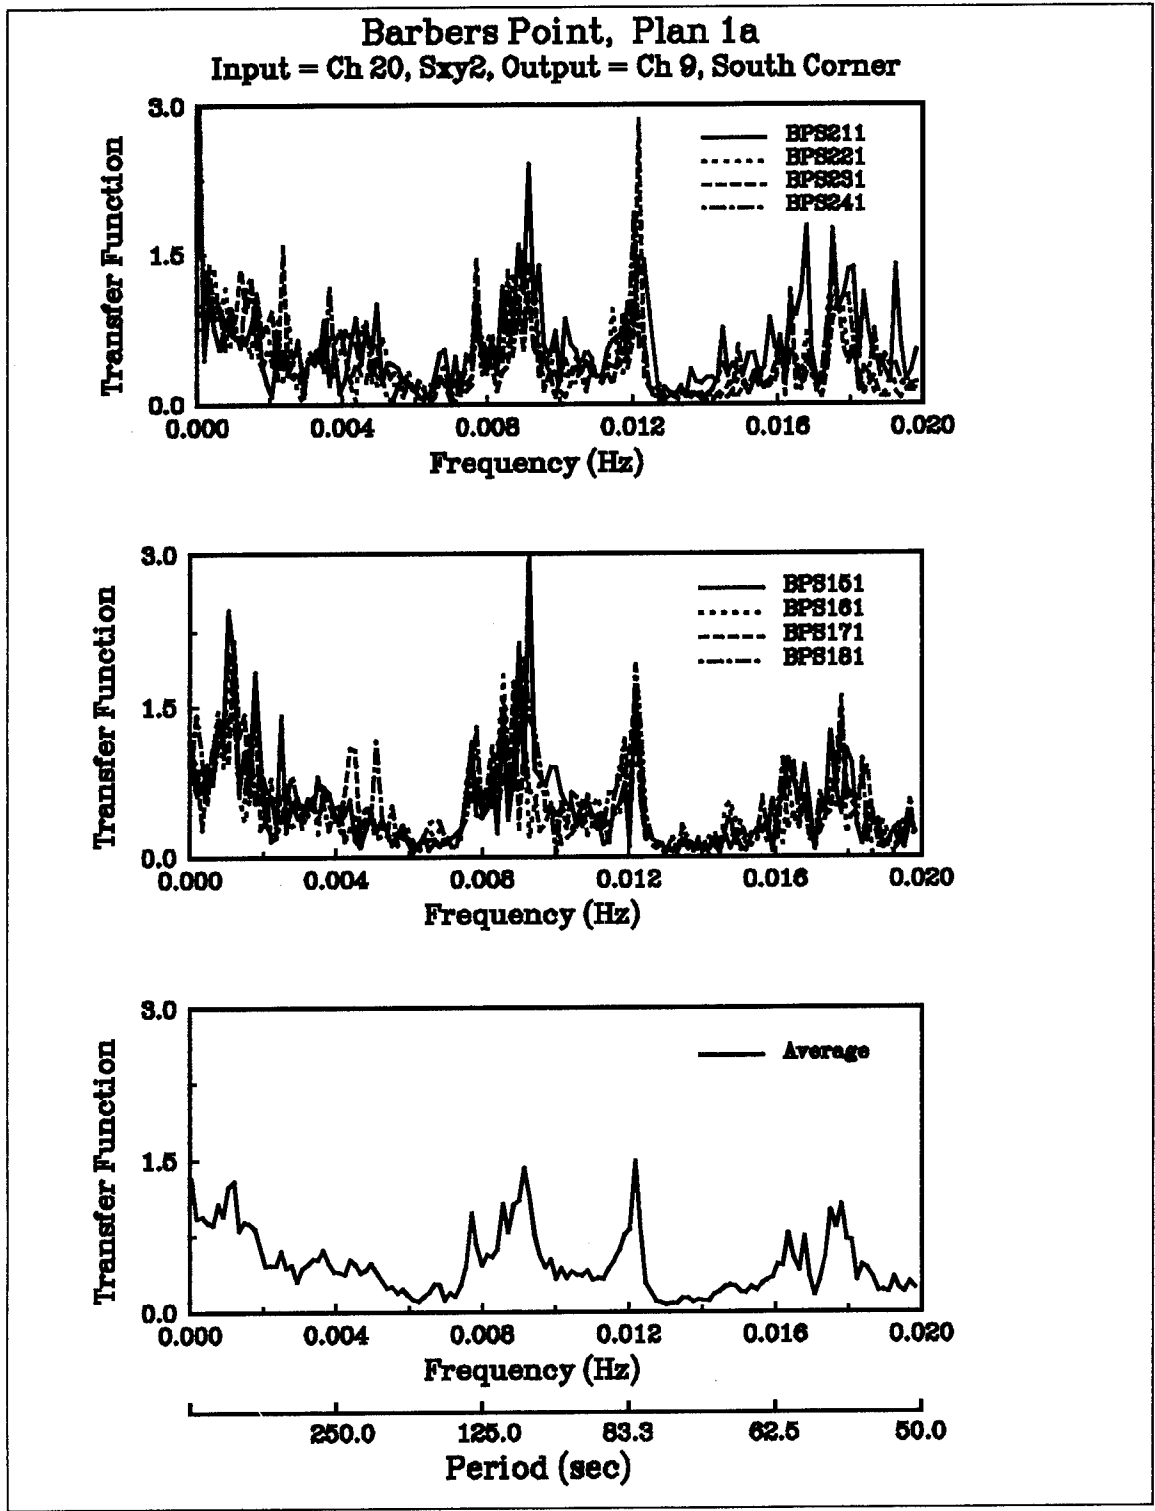 Barbers Point, Plan 1a
Input = Ch 20, Sxy2, Output = Ch 9, South Corner
Transfer Function
3.0
1.5
0.0
BPS211
BPS221
BPS231
BPS241
0.000 0.004 0.008 0.012 0.016 0.020
Frequency (Hz)
Transfer Function
3.0
1.5
0.0
BPS151
BPS161
BPS171
BPS181
0.000 0.004 0.008 0.012 0.016 0.020
Frequency (Hz)
Transfer Function
3.0
1.5
0.0
Average
0.000 0.004 0.008 0.012 0.016 0.020
Frequency (Hz)
250.0 125.0 83.3 62.5 50.0
Period (sec)